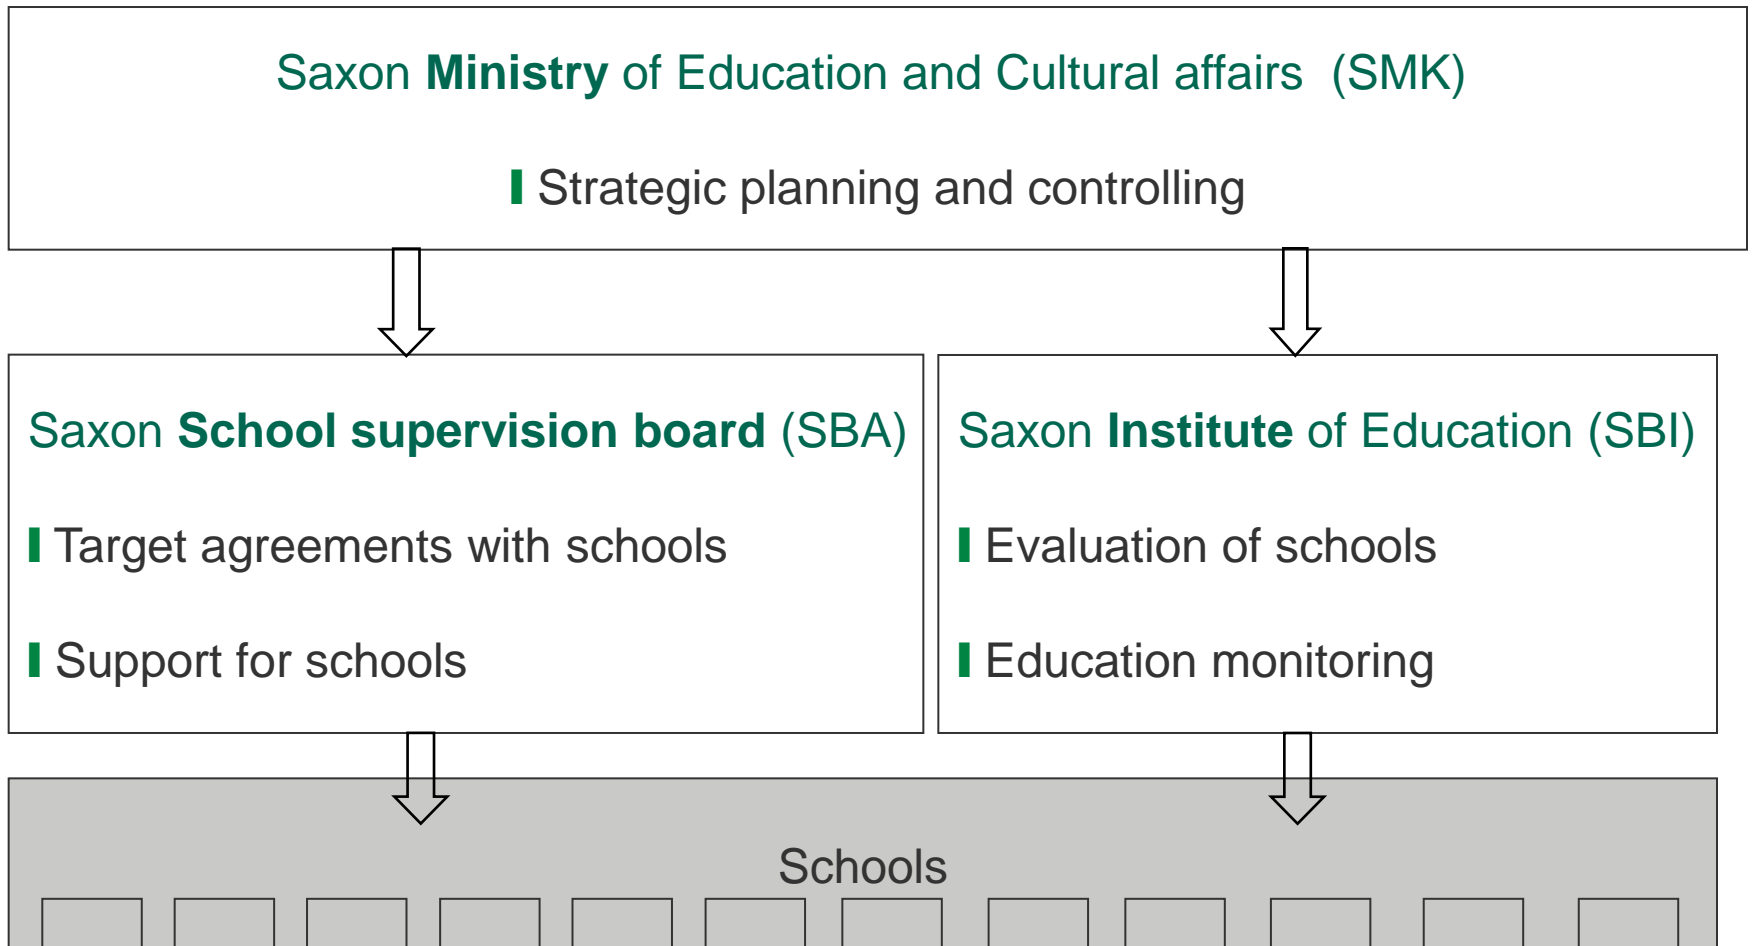 Saxon Ministry of Education and Cultural affairs (SMK)
Strategic planning and controlling
Saxon School supervision board (SBA)
Target agreements with schools
Support for schools
Saxon Institute of Education (SBI)
Evaluation of schools
Education monitoring
Schools